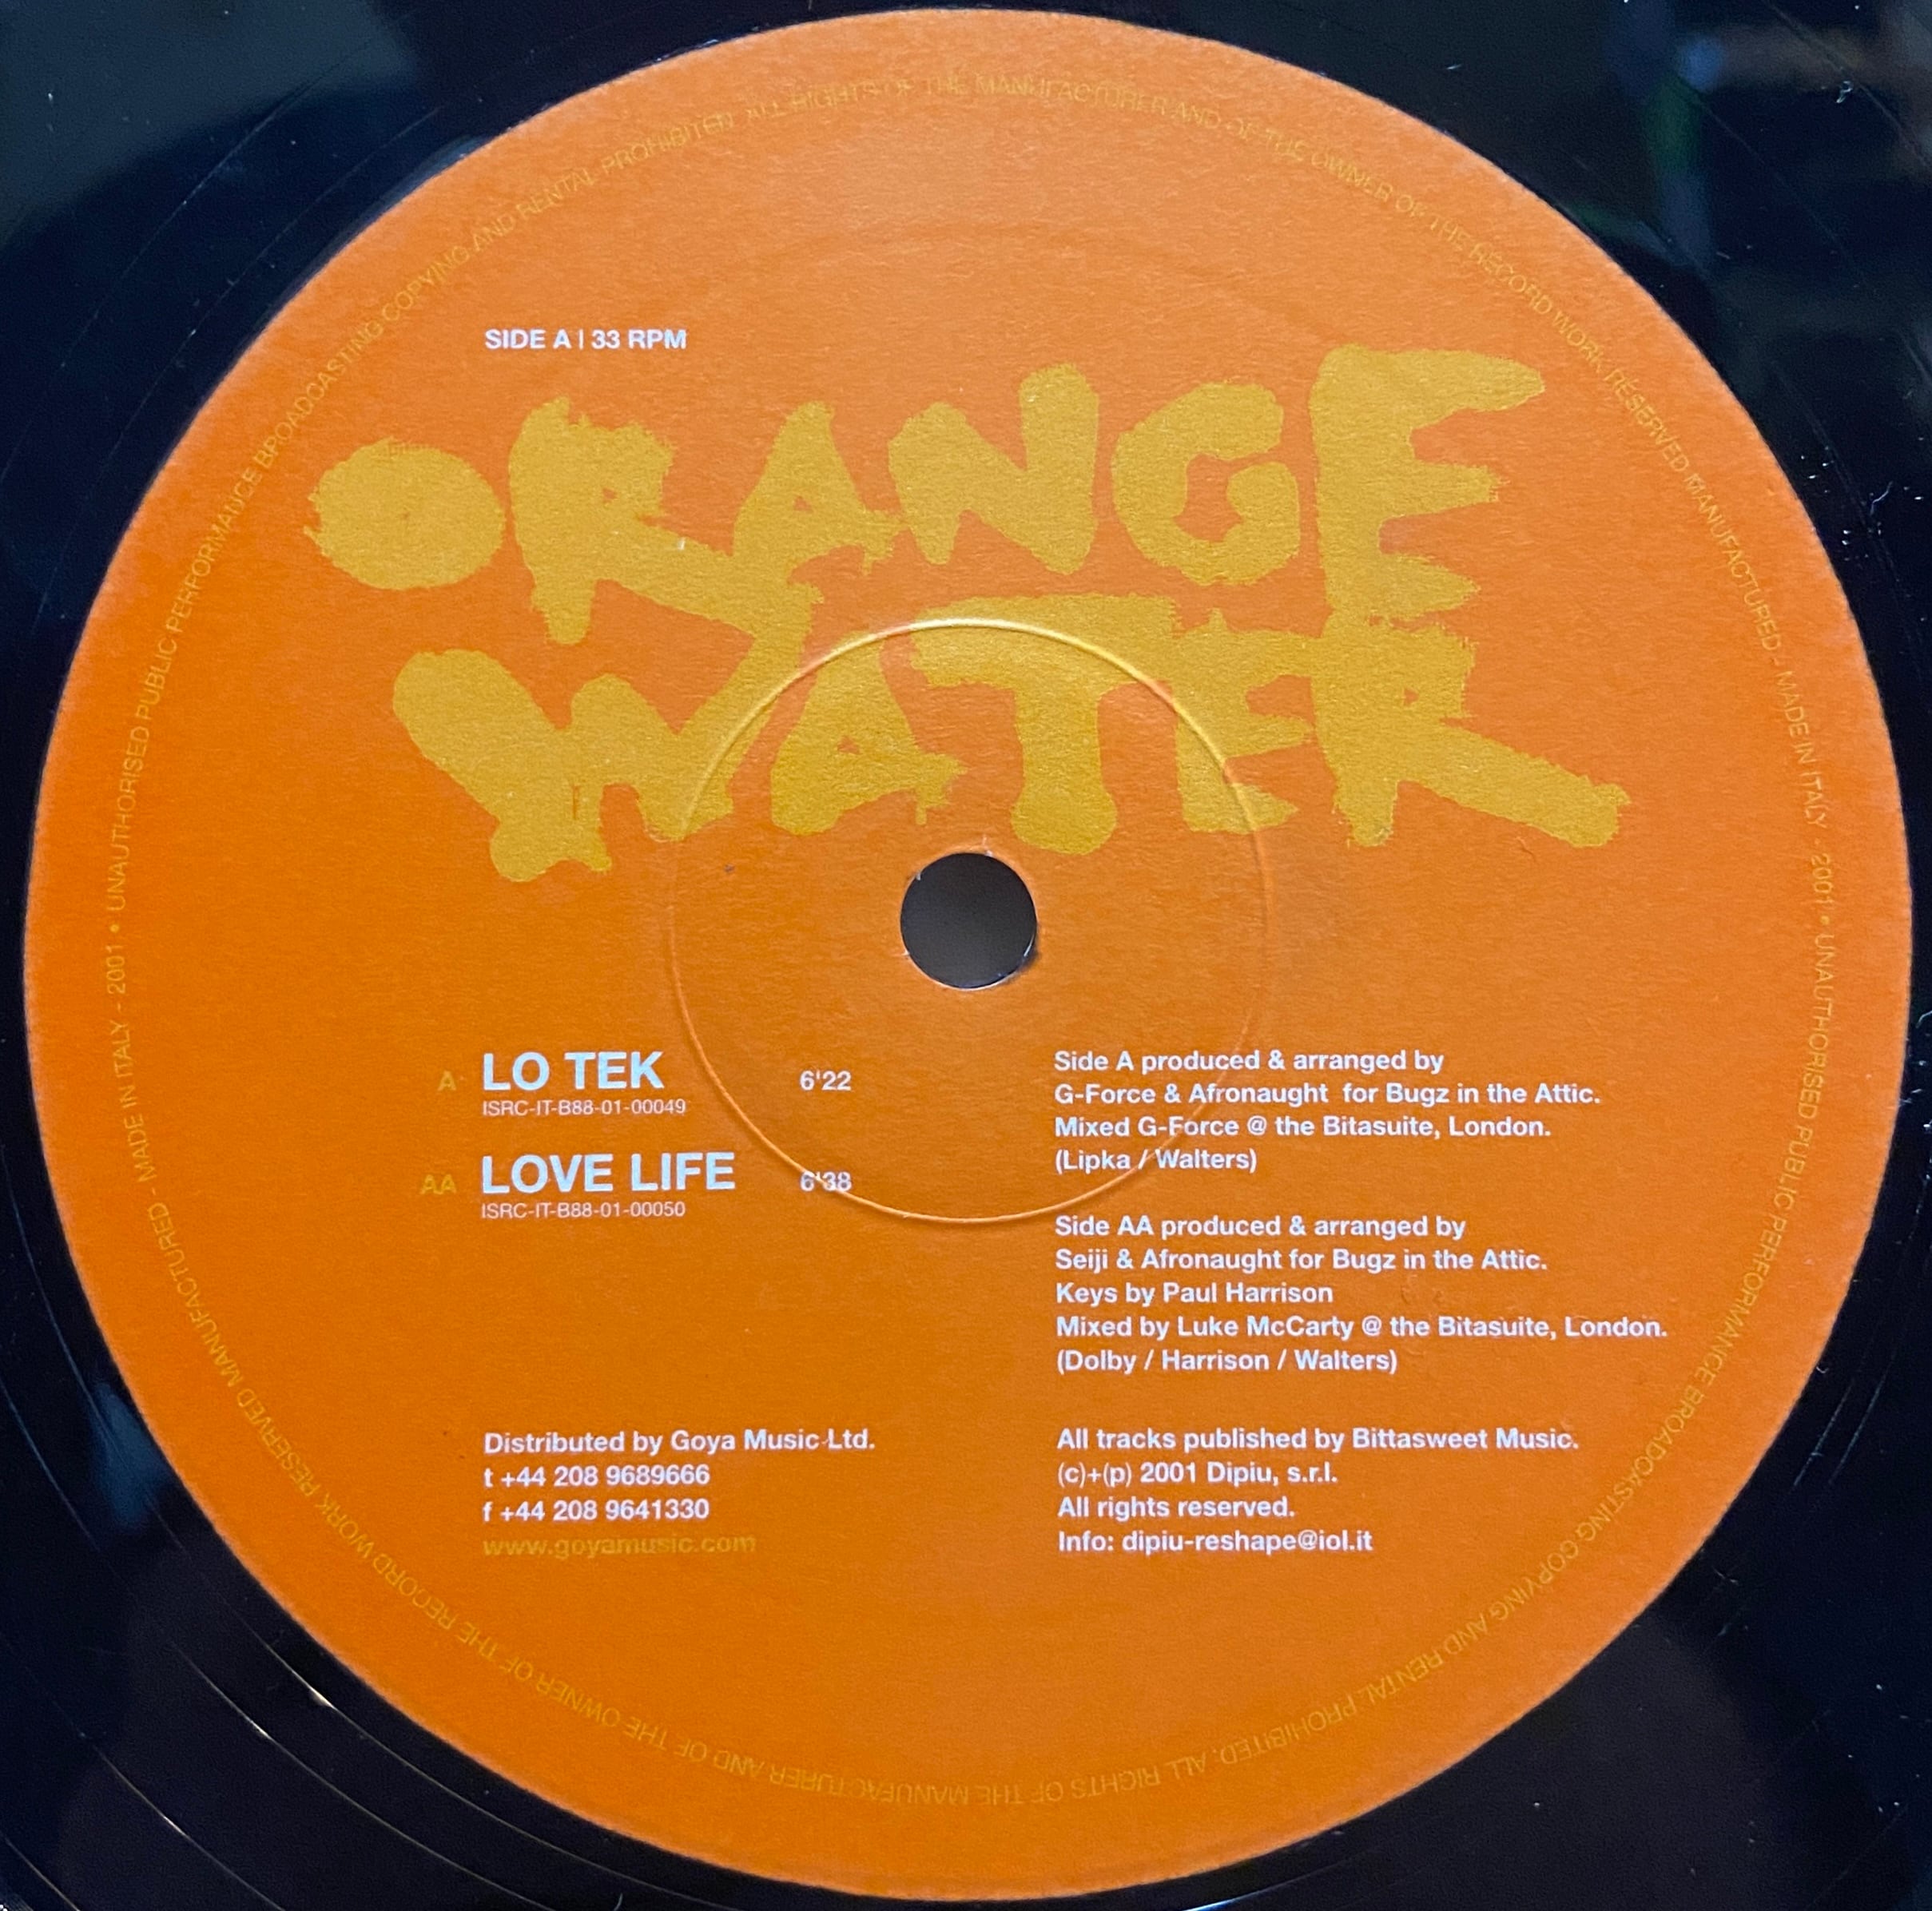 SIDE A | 33 RPM
ORANGE
WATER
A LO TEK 6'22
ISRC-IT-B88-01-00049
AA LOVE LIFE 6'38
ISRC-IT-B88-01-00050
Side A produced & arranged by
G-Force & Afronaught for Bugz in the Attic.
Mixed G-Force @ the Bitasuite, London.
(Lipka / Walters)
Side AA produced & arranged by
Seiji & Afronaught for Bugz in the Attic.
Keys by Paul Harrison
Mixed by Luke McCarty @ the Bitasuite, London.
(Dolby / Harrison / Walters)
Distributed by Goya Music Ltd.
t +44 208 9689666
f +44 208 9641330
www.goyamusic.com
All tracks published by Bittasweet Music.
(c)+(p) 2001 Dipiu, s.r.l.
All rights reserved.
Info: dipiu-reshape@iol.it
UNAUTHORISED PUBLIC PERFORMANCE BROADCASTING COPYING AND RENTAL PROHIBITED. ALL RIGHTS OF THE MANUFACTURER AND OF THE OWNER OF THE RECORD WORK RESERVED MANUFACTURED - MADE IN ITALY - 2001 •
UNAUTHORISED PUBLIC PERFORMANCE BROADCASTING COPYING AND RENTAL PROHIBITED. ALL RIGHTS OF THE MANUFACTURER AND OF THE OWNER OF THE RECORD WORK RESERVED MANUFACTURED - MADE IN ITALY - 2001 •